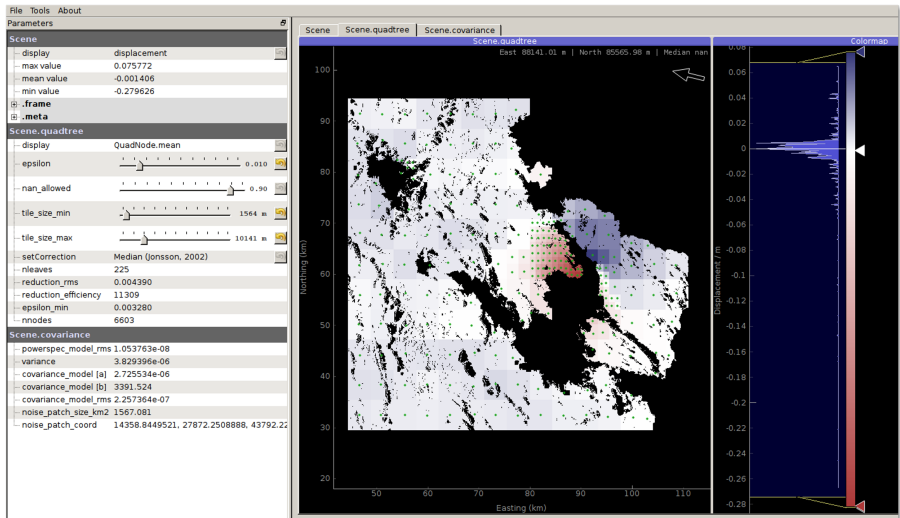 File Tools About
Parameters
Scene
display displacement
max value 0.075772
mean value -0.001406
min value -0.279626
.frame
.meta
Scene.quadtree
display QuadNode.mean
epsilon 0.010
nan_allowed 0.90
tile_size_min 1564 m
tile_size_max 10141 m
setCorrection Median (Jonsson, 2002)
nleaves 225
reduction_rms 0.004390
reduction_efficiency 11309
epsilon_min 0.003280
nnodes 6603
Scene.covariance
powerspec_model_rms 1.053763e-08
variance 3.829396e-06
covariance_model [a] 2.725534e-06
covariance_model [b] 3391.524
covariance_model_rms 2.257364e-07
noise_patch_size_km2 1567.081
noise_patch_coord 14358.8449521, 27872.2508888, 43792.22
Scene Scene.quadtree Scene.covariance
Scene.quadtree
East 88141.01 m | North 85565.98 m | Median nan
100
90
80
70
60
50
40
30
20
Northing (km)
50 60 70 80 90 100 110
Easting (km)
Colormap
0.08
0.06
0.04
0.02
0
-0.02
-0.04
-0.06
-0.08
-0.1
-0.12
-0.14
-0.16
-0.18
-0.2
-0.22
-0.24
-0.26
-0.28
Displacement / m